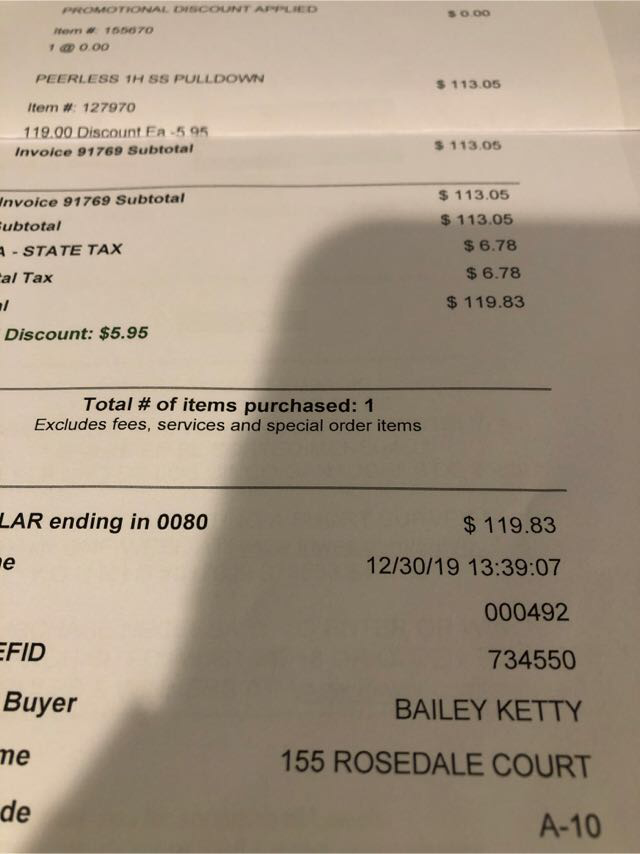 PROMOTIONAL DISCOUNT APPLIED $ 0.00
Item #: 155670
1 @ 0.00
PEERLESS 1H SS PULLDOWN $ 113.05
Item #: 127970
119.00 Discount Ea -5.95
Invoice 91769 Subtotal $ 113.05
Invoice 91769 Subtotal $ 113.05
ubtotal $ 113.05
A - STATE TAX $ 6.78
al Tax $ 6.78
al $ 119.83
Discount: $5.95
Total # of items purchased: 1
Excludes fees, services and special order items
LAR ending in 0080 $ 119.83
e 12/30/19 13:39:07
000492
EFID 734550
Buyer BAILEY KETTY
me 155 ROSEDALE COURT
de A-10